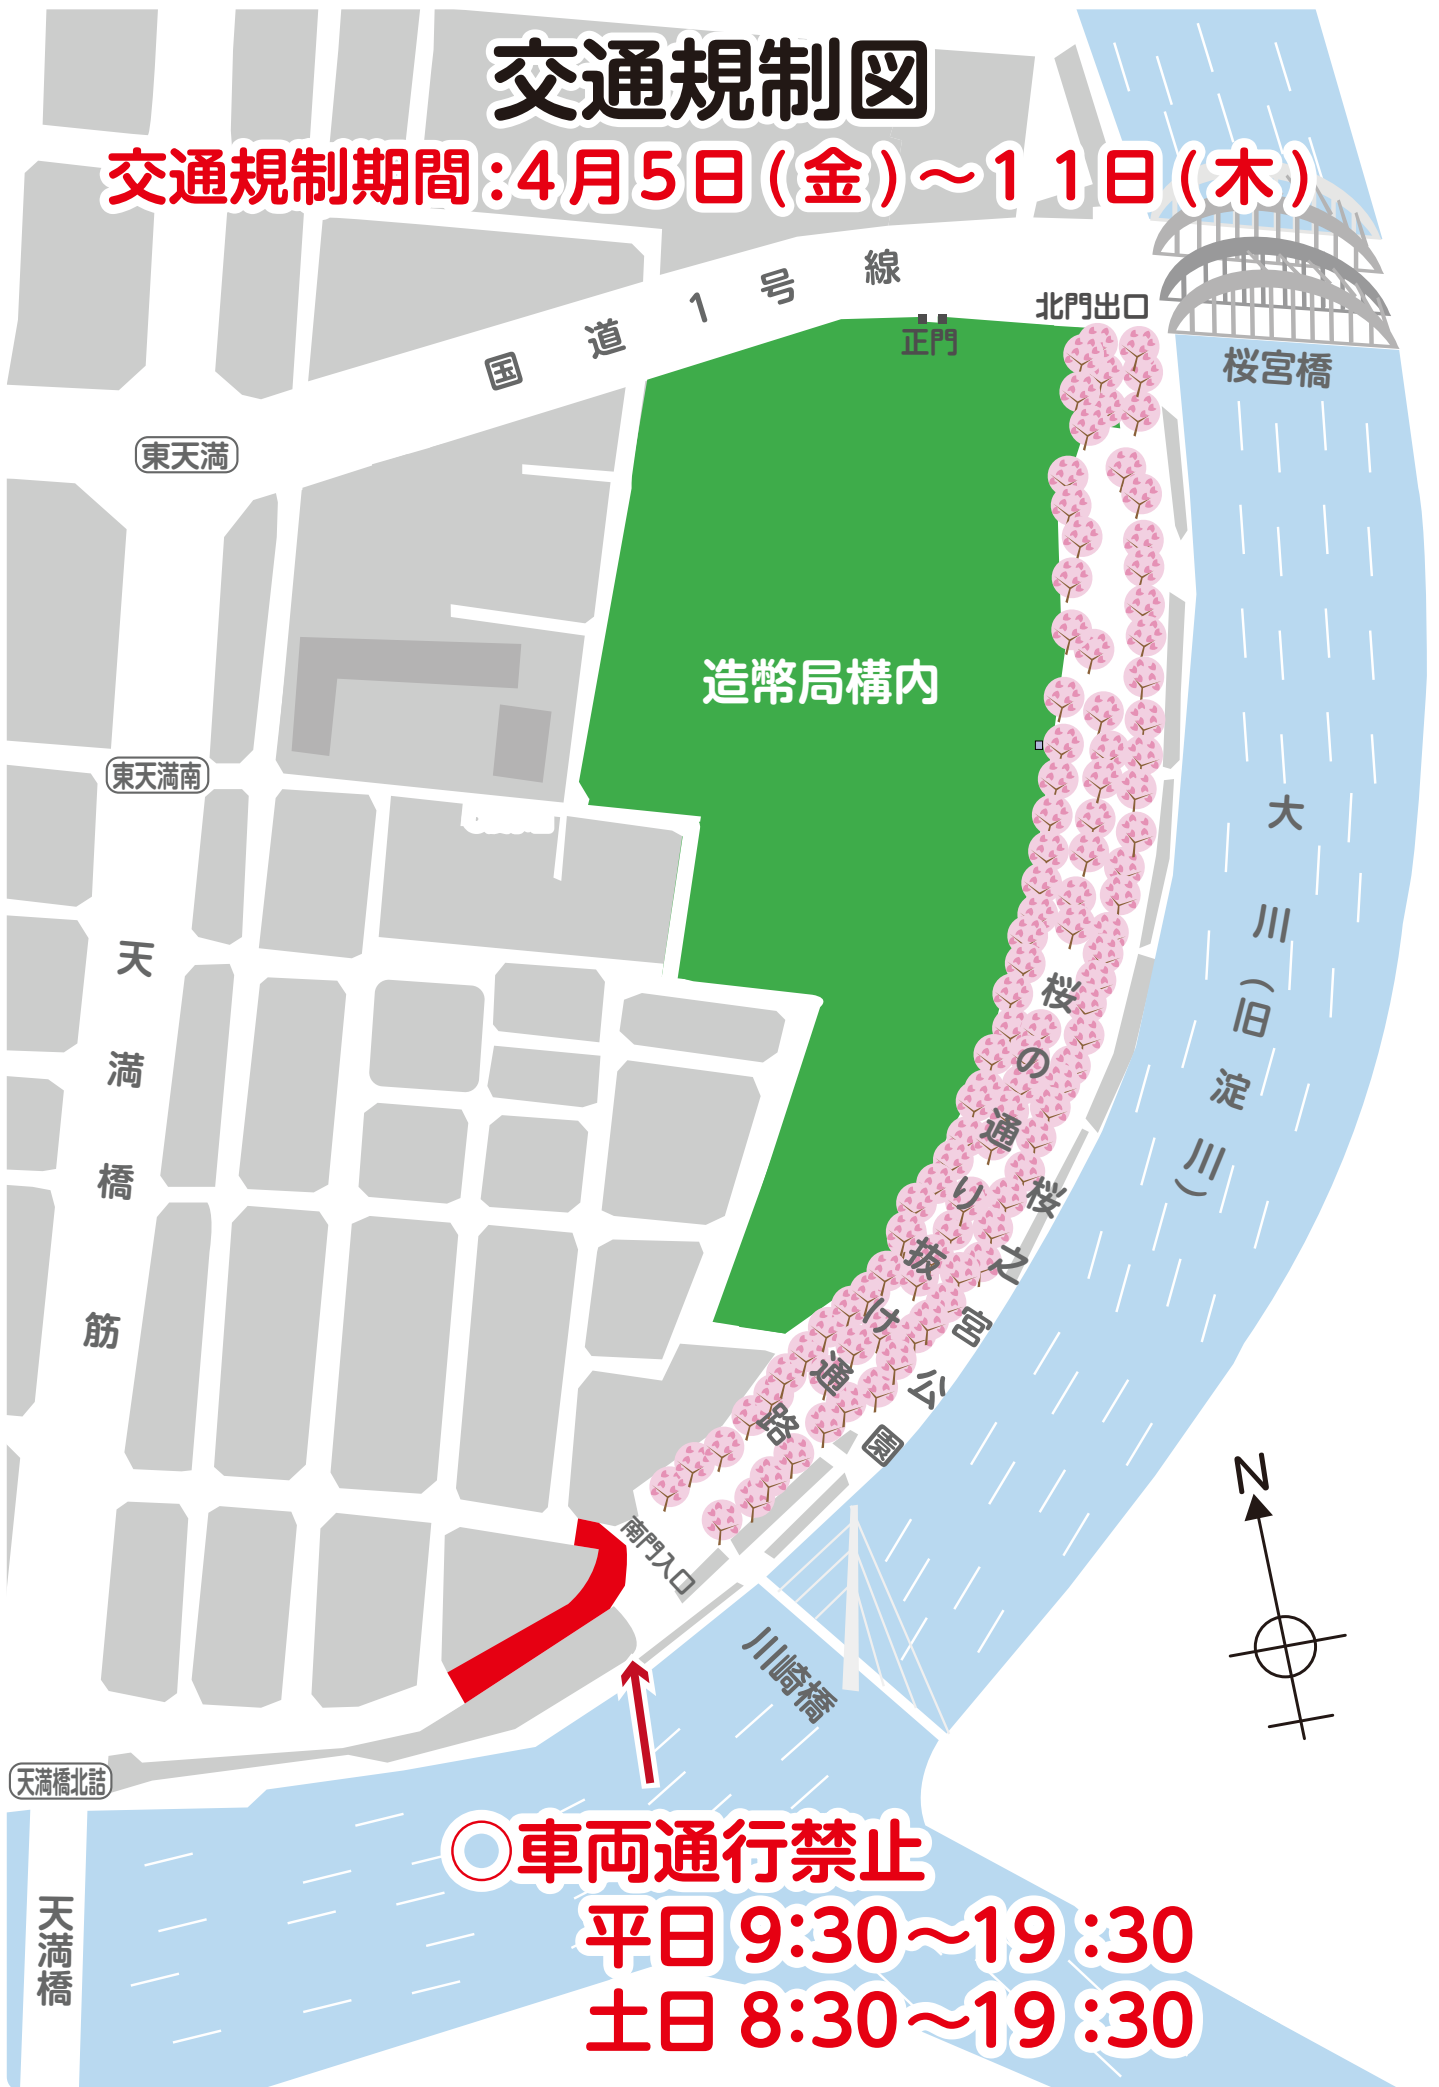 交通規制図
交通規制期間：4月5日(金)～11日(木)
国道1号線
正門
北門出口
桜宮橋
東天満
造幣局構内
東天満南
大川（旧淀川）
天満橋筋
桜の通り抜け通路
桜之宮公園
N
南門入口
川崎橋
天満橋北詰
◎車両通行禁止
天満橋
平日 9:30～19:30
土日 8:30～19:30